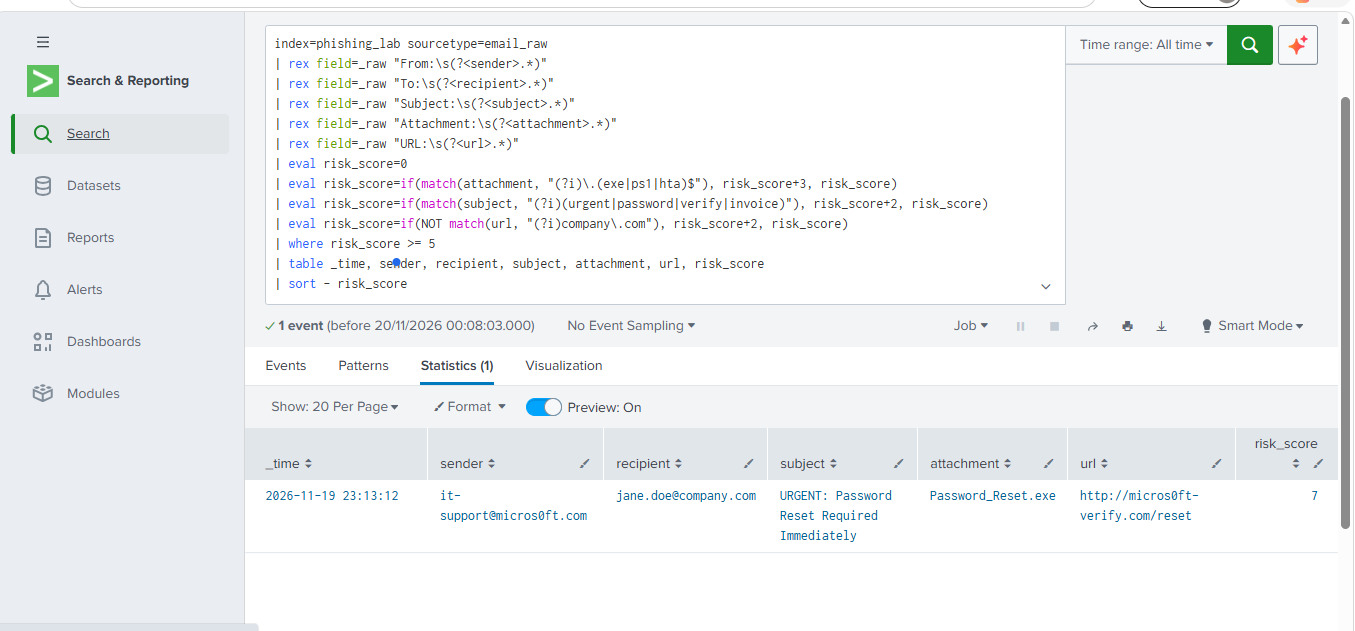 Search & Reporting
Search
Datasets
Reports
Alerts
Dashboards
Modules
index=phishing_lab sourcetype=email_raw
| rex field=_raw "From:\s(?<sender>.*)"
| rex field=_raw "To:\s(?<recipient>.*)"
| rex field=_raw "Subject:\s(?<subject>.*)"
| rex field=_raw "Attachment:\s(?<attachment>.*)"
| rex field=_raw "URL:\s(?<url>.*)"
| eval risk_score=0
| eval risk_score=if(match(attachment, "(?i)\.(exe|ps1|hta)$"), risk_score+3, risk_score)
| eval risk_score=if(match(subject, "(?i)(urgent|password|verify|invoice)"), risk_score+2, risk_score)
| eval risk_score=if(NOT match(url, "(?i)company\.com"), risk_score+2, risk_score)
| where risk_score >= 5
| table _time, sender, recipient, subject, attachment, url, risk_score
| sort - risk_score
Time range: All time
1 event (before 20/11/2026 00:08:03.000) No Event Sampling Job Smart Mode
Events Patterns Statistics (1) Visualization
Show: 20 Per Page Format Preview: On
_time sender recipient subject attachment url risk_score
2026-11-19 23:13:12 it- jane.doe@company.com URGENT: Password Password_Reset.exe http://micros0ft- 7
support@micros0ft.com Reset Required verify.com/reset
Immediately